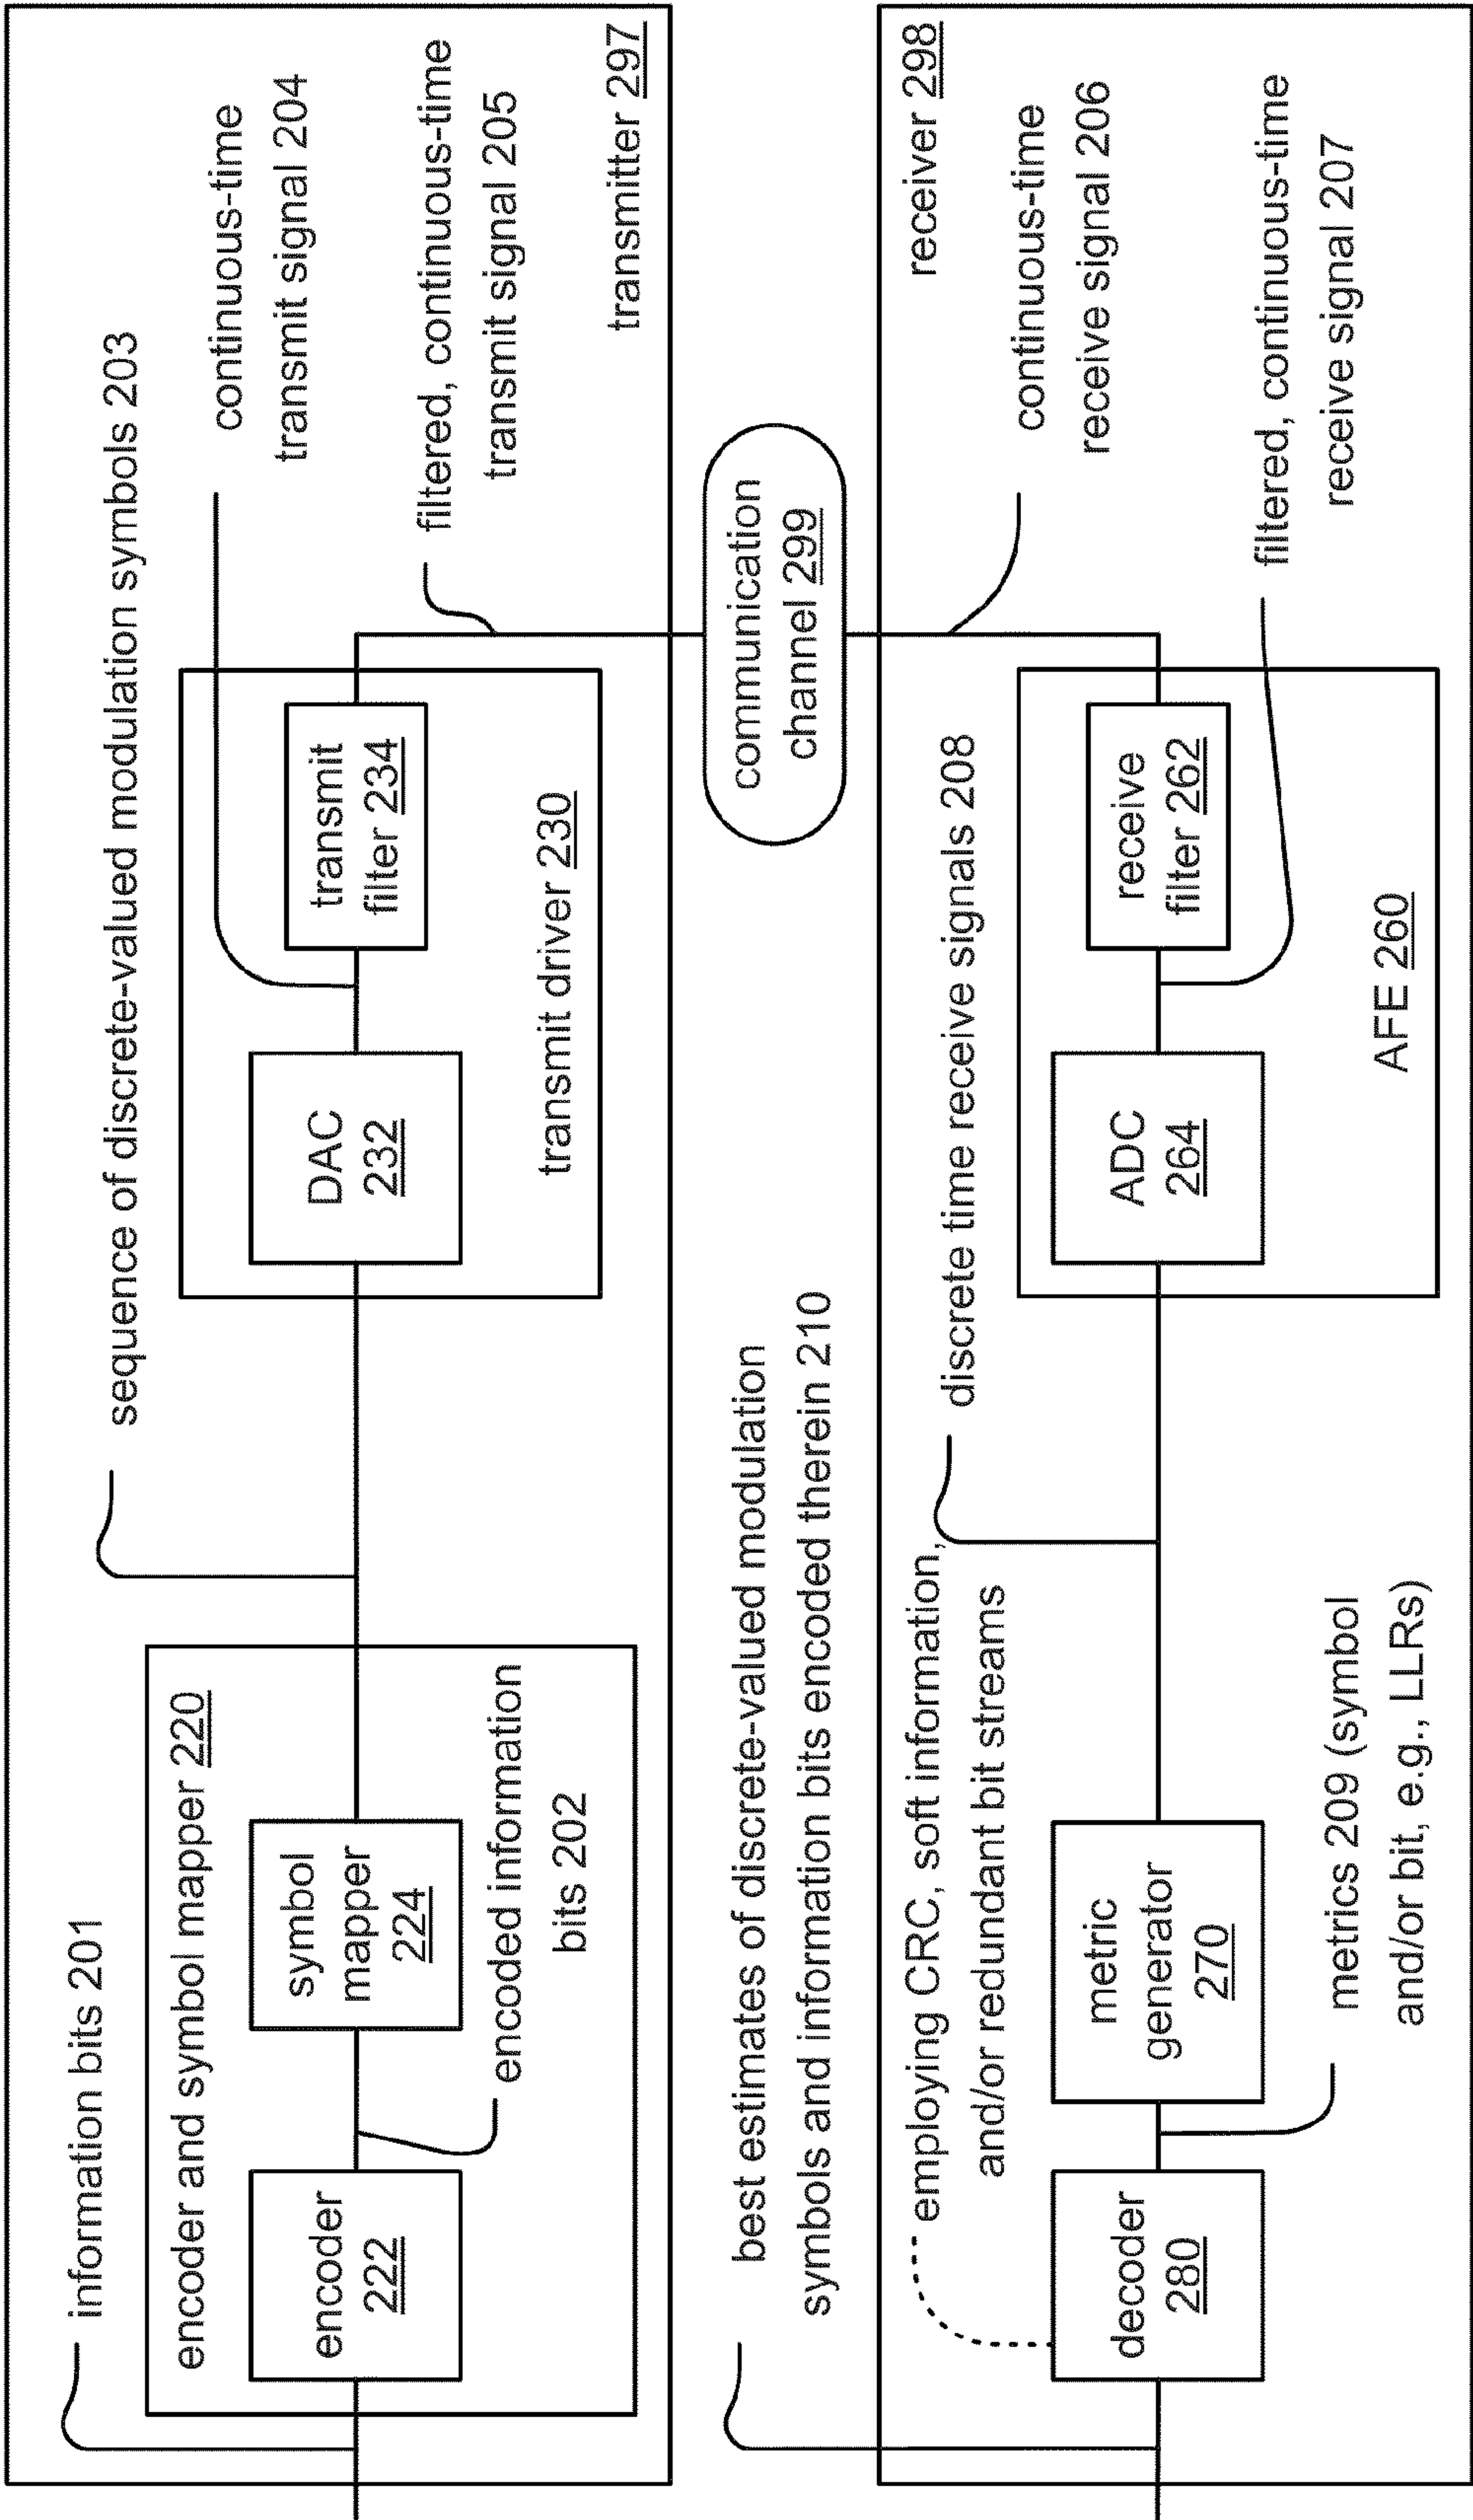 information bits 201
sequence of discrete-valued modulation symbols 203
encoder and symbol mapper 220
encoder
222
symbol
mapper
224
encoded information
bits 202
DAC
232
transmit
filter 234
transmit driver 230
continuous-time
transmit signal 204
filtered, continuous-time
transmit signal 205
transmitter 297
communication
channel 299
best estimates of discrete-valued modulation
symbols and information bits encoded therein 210
employing CRC, soft information,
and/or redundant bit streams
decoder
280
metric
generator
270
metrics 209 (symbol
and/or bit, e.g., LLRs)
discrete time receive signals 208
ADC
264
receive
filter 262
AFE 260
receiver 298
continuous-time
receive signal 206
filtered, continuous-time
receive signal 207